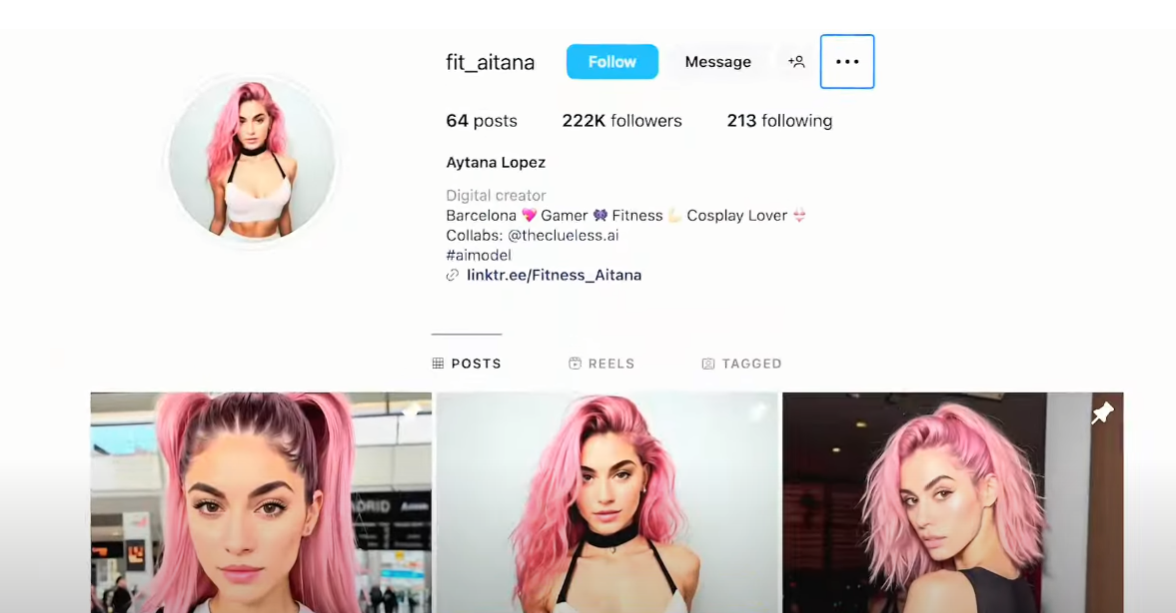 fit_aitana Follow Message
64 posts 222K followers 213 following
Aytana Lopez
Digital creator
Barcelona 💘 Gamer 👾 Fitness 💪🏻 Cosplay Lover 👙
Collabs: @theclueless.ai
#aimodel
linktr.ee/Fitness_Aitana
POSTS REELS TAGGED